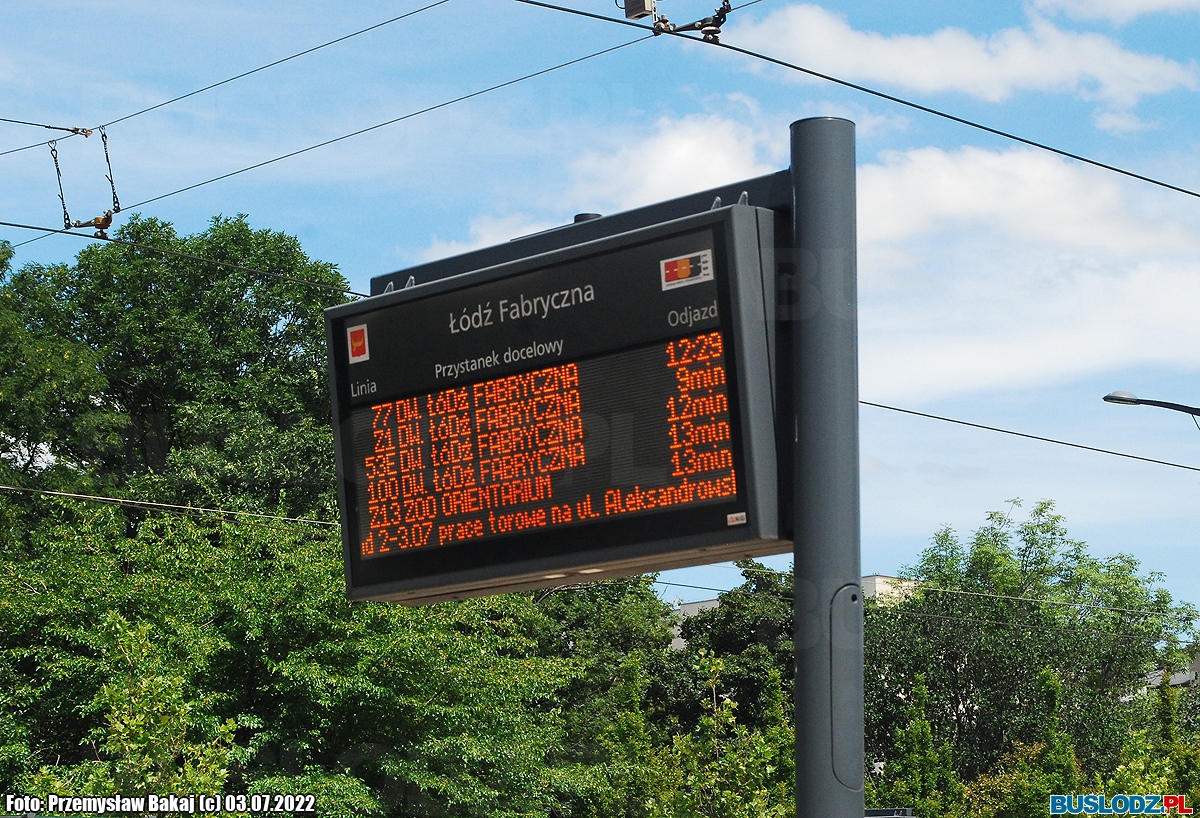 Łódź Fabryczna
Linia Przystanek docelowy Odjazd
77 DW. ŁÓDŹ FABRYCZNA 12:29
Z1 DW. ŁÓDŹ FABRYCZNA 9min
53E DW. ŁÓDŹ FABRYCZNA 12min
100 DW. ŁÓDŹ FABRYCZNA 13min
Z13 ZOO ORIENTARIUM 13min
d 2-3.07 prace torowe na ul. Aleksandrows
Foto: Przemysław Bakaj (c) 03.07.2022
BUSLODZ.PL